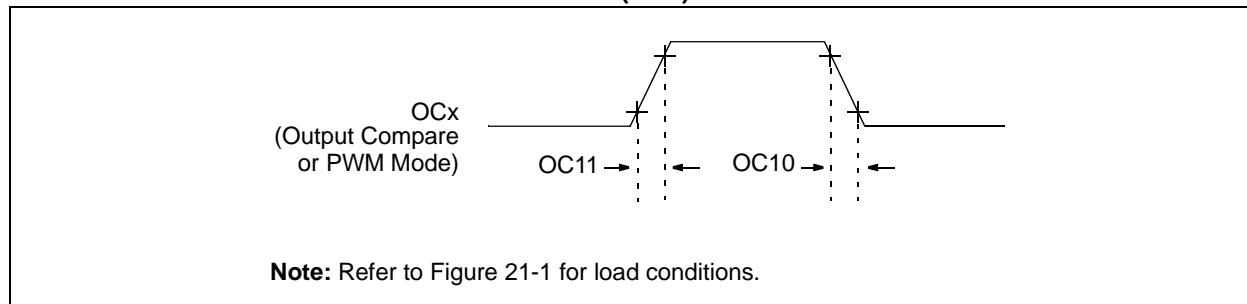 OCx
(Output Compare
or PWM Mode)
OC11 OC10
Note: Refer to Figure 21-1 for load conditions.